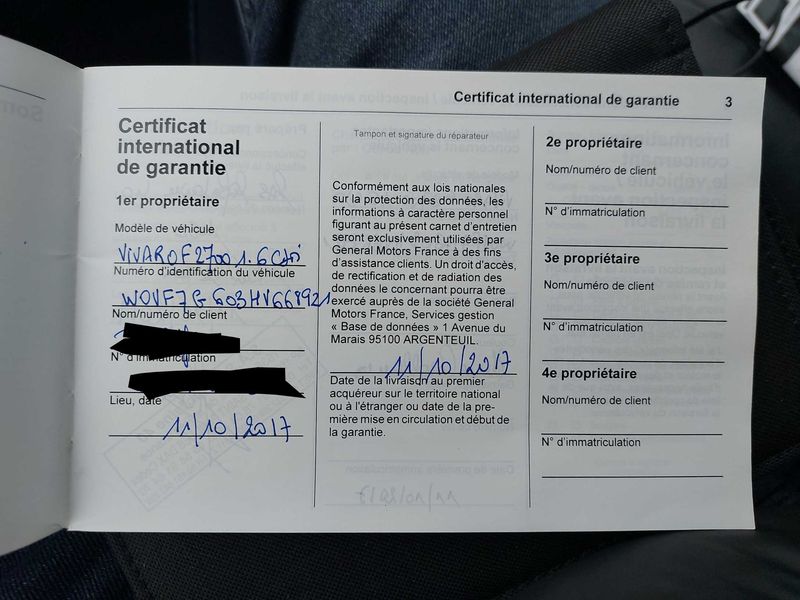 Certificat international de garantie 3
Certificat
international
de garantie
1er propriétaire
Modèle de véhicule
VIVARO F2700 1.6 CDTi
Numéro d'identification du véhicule
Nom/numéro de client
N° d'immatriculation
Lieu, date
11/10/2017
Tampon et signature du réparateur
Conformément aux lois nationales
sur la protection des données, les
informations à caractère personnel
figurant au présent carnet d'entretien
seront exclusivement utilisées par
General Motors France à des fins
d'assistance clients. Un droit d'accès,
de rectification et de radiation des
données le concernant pourra être
exercé auprès de la société General
Motors France, Services gestion
« Base de données » 1 Avenue du
Marais 95100 ARGENTEUIL.
11/10/2017
Date de la livraison au premier
acquéreur sur le territoire national
ou à l'étranger ou date de la pre-
mière mise en circulation et début de
la garantie.
2e propriétaire
Nom/numéro de client
N° d'immatriculation
3e propriétaire
Nom/numéro de client
N° d'immatriculation
4e propriétaire
Nom/numéro de client
N° d'immatriculation